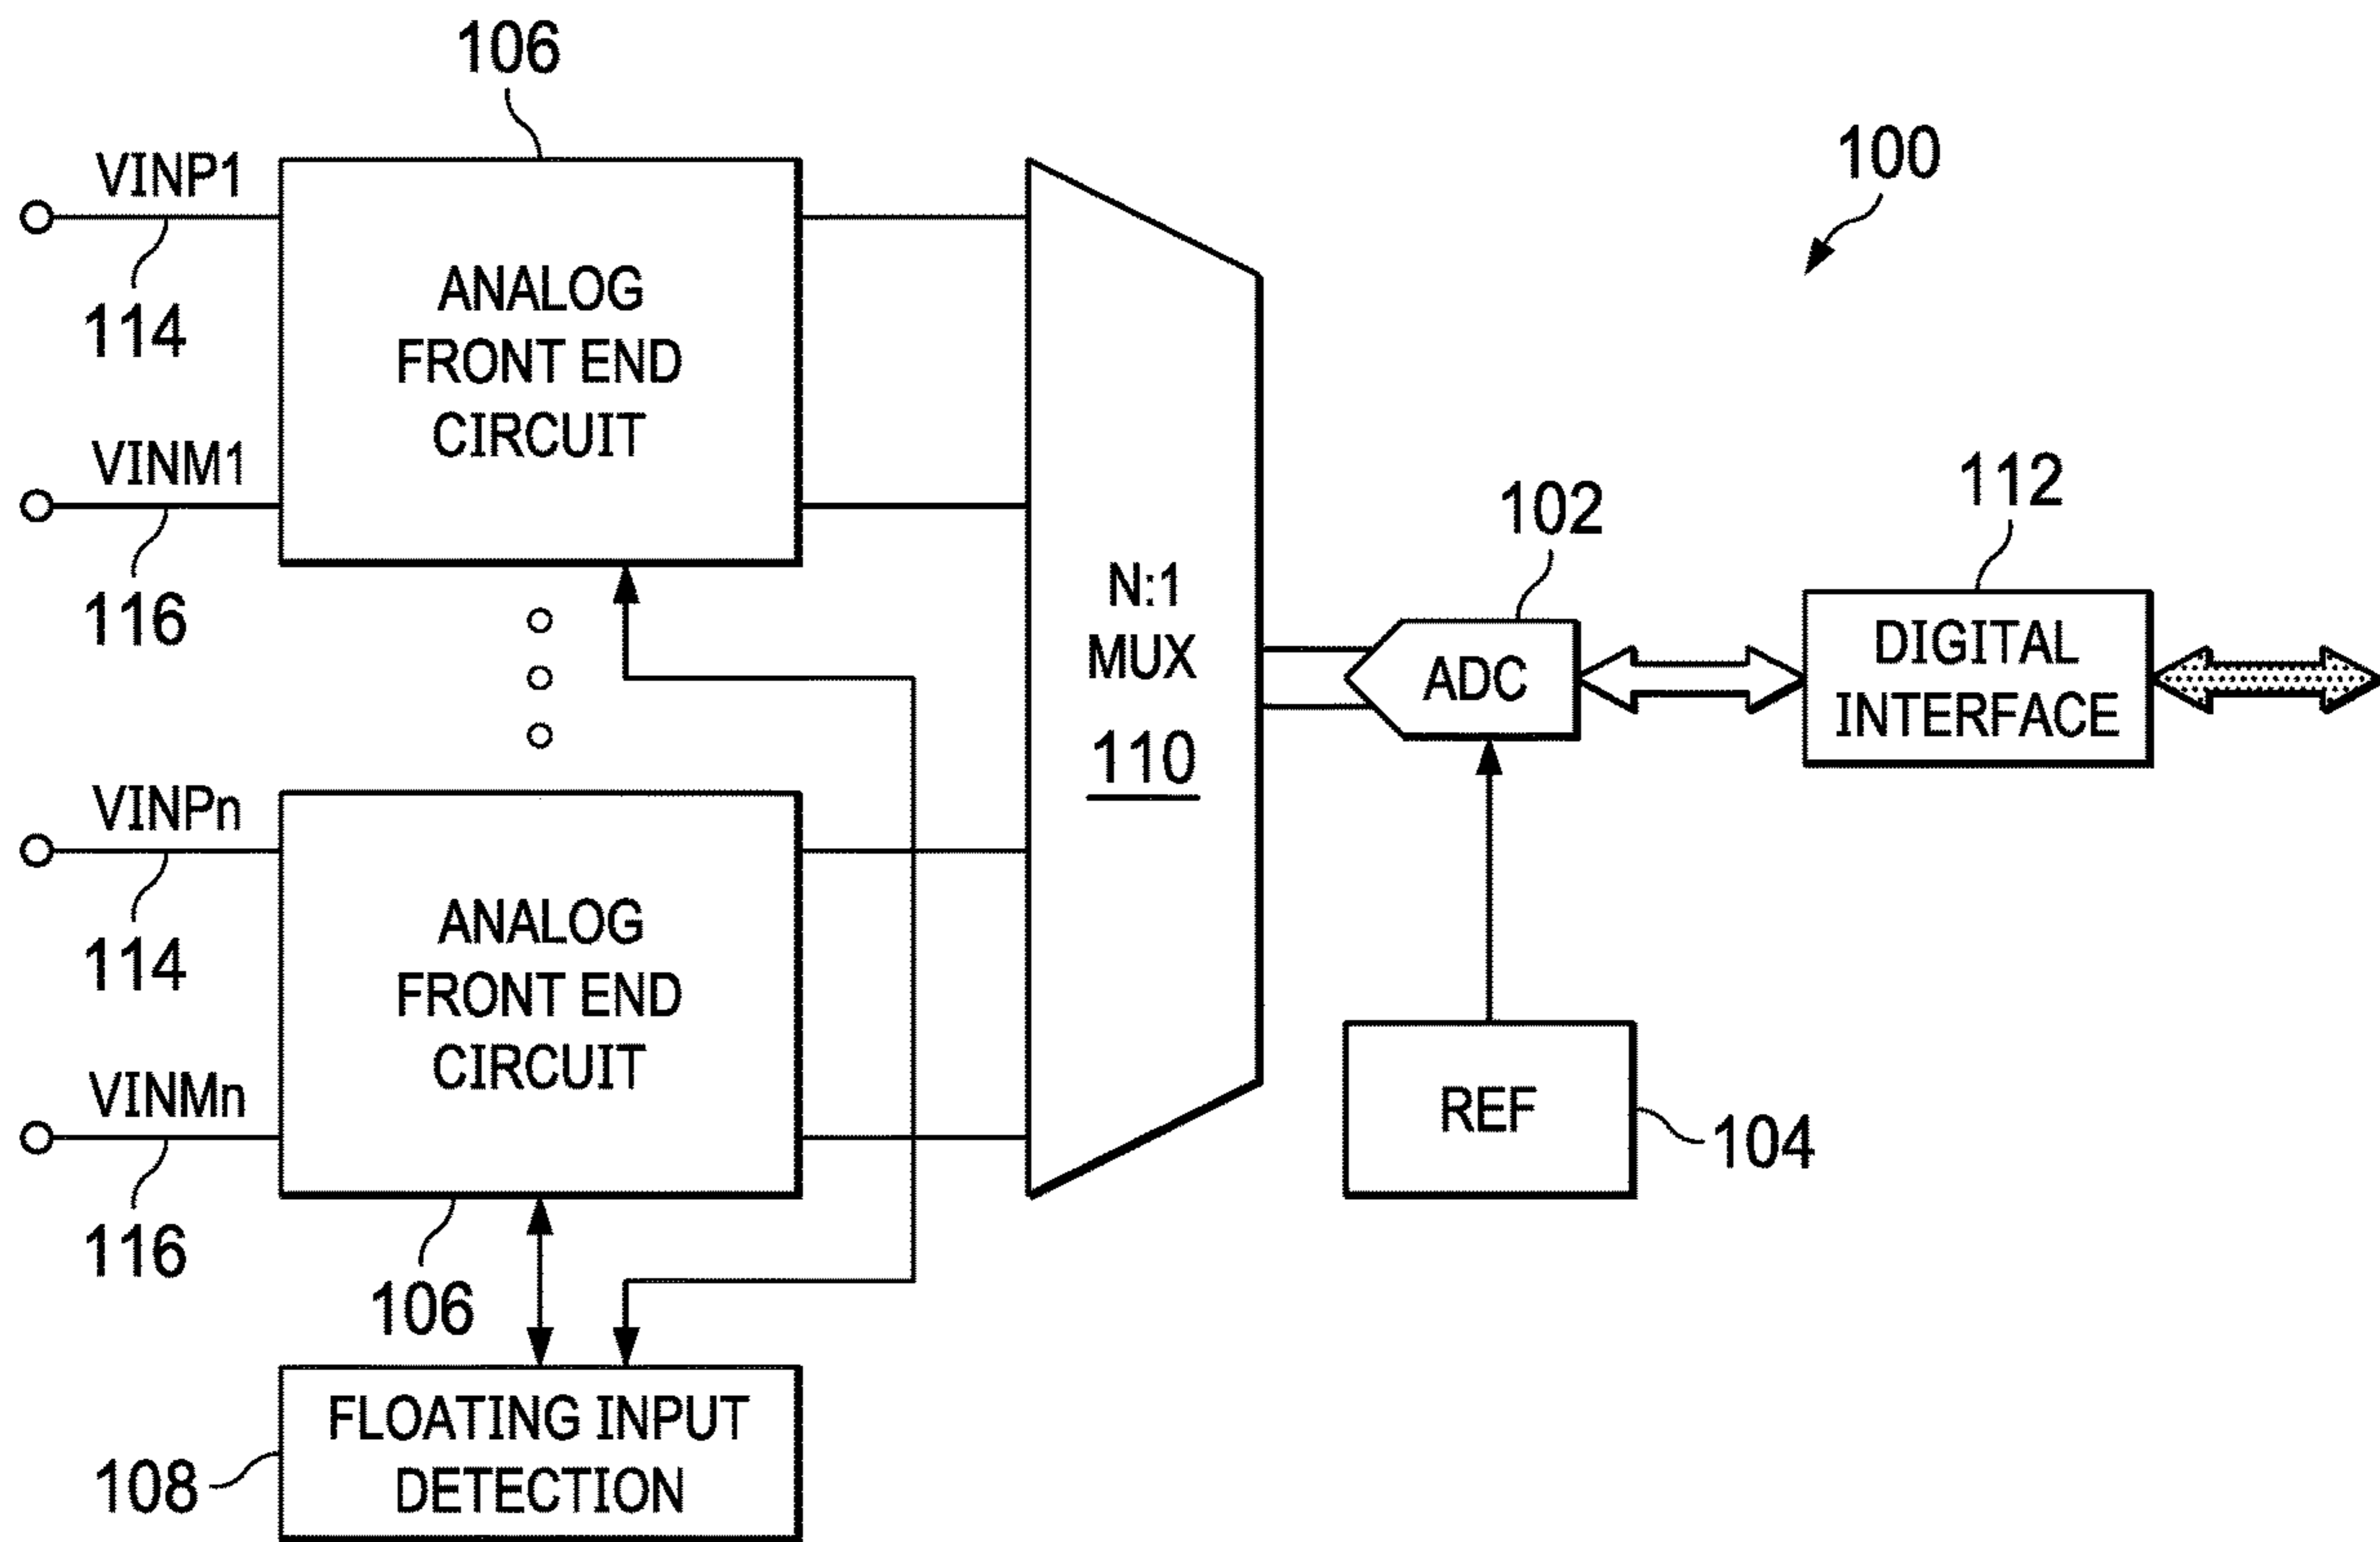 106
VINP1
114
ANALOG
FRONT END
CIRCUIT
VINM1
116
100
N:1
MUX
110
102
ADC
112
DIGITAL
INTERFACE
VINPn
114
ANALOG
FRONT END
CIRCUIT
VINMn
116
106
REF
104
FLOATING INPUT
DETECTION
108